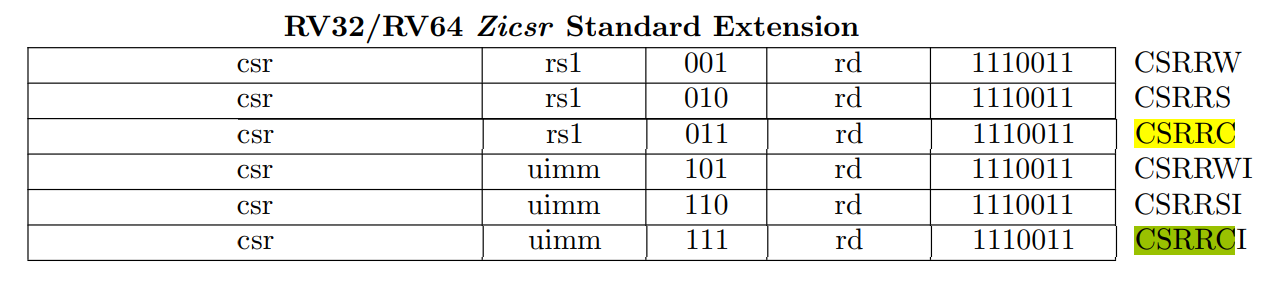 RV32/RV64 Zicsr Standard Extension
csr rs1 001 rd 1110011 CSRRW
csr rs1 010 rd 1110011 CSRRS
csr rs1 011 rd 1110011 CSRRC
csr uimm 101 rd 1110011 CSRRWI
csr uimm 110 rd 1110011 CSRRSI
csr uimm 111 rd 1110011 CSRRCI